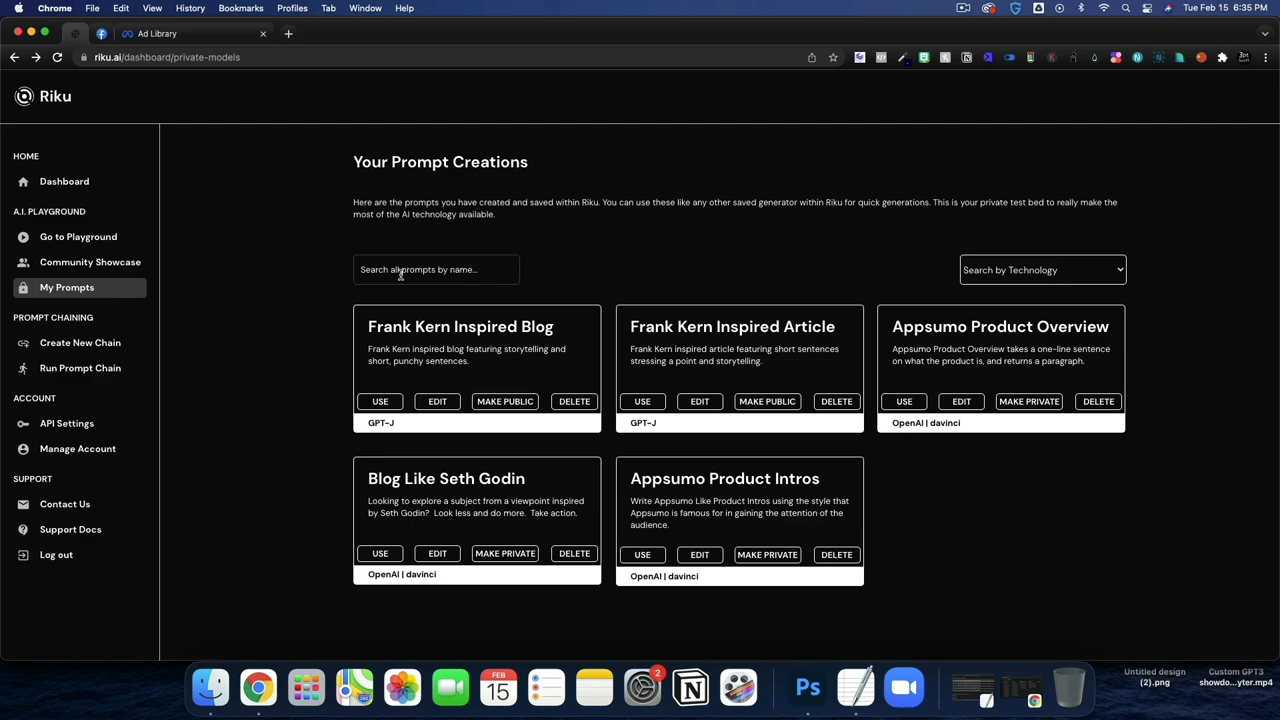 Chrome File Edit View History Bookmarks Profiles Tab Window Help
Tue Feb 15 6:35 PM
Ad Library
riku.ai/dashboard/private-models
Riku
HOME
Dashboard
A.I. PLAYGROUND
Go to Playground
Community Showcase
My Prompts
PROMPT CHAINING
Create New Chain
Run Prompt Chain
ACCOUNT
API Settings
Manage Account
SUPPORT
Contact Us
Support Docs
Log out
Your Prompt Creations
Here are the prompts you have created and saved within Riku. You can use these like any other saved generator within Riku for quick generations. This is your private test bed to really make the
most of the AI technology available.
Search all prompts by name...
Search by Technology
Frank Kern Inspired Blog
Frank Kern inspired blog featuring storytelling and
short, punchy sentences.
USE EDIT MAKE PUBLIC DELETE
GPT-J
Frank Kern Inspired Article
Frank Kern inspired article featuring short sentences
stressing a point and storytelling.
USE EDIT MAKE PUBLIC DELETE
GPT-J
Appsumo Product Overview
Appsumo Product Overview takes a one-line sentence
on what the product is, and returns a paragraph.
USE EDIT MAKE PRIVATE DELETE
OpenAI | davinci
Blog Like Seth Godin
Looking to explore a subject from a viewpoint inspired
by Seth Godin? Look less and do more. Take action.
USE EDIT MAKE PRIVATE DELETE
OpenAI | davinci
Appsumo Product Intros
Write Appsumo Like Product Intros using the style that
Appsumo is famous for in gaining the attention of the
audience.
USE EDIT MAKE PRIVATE DELETE
OpenAI | davinci
FEB
15
2
Ps
Untitled design
(2).png
Custom GPT3
showdo...yter.mp4